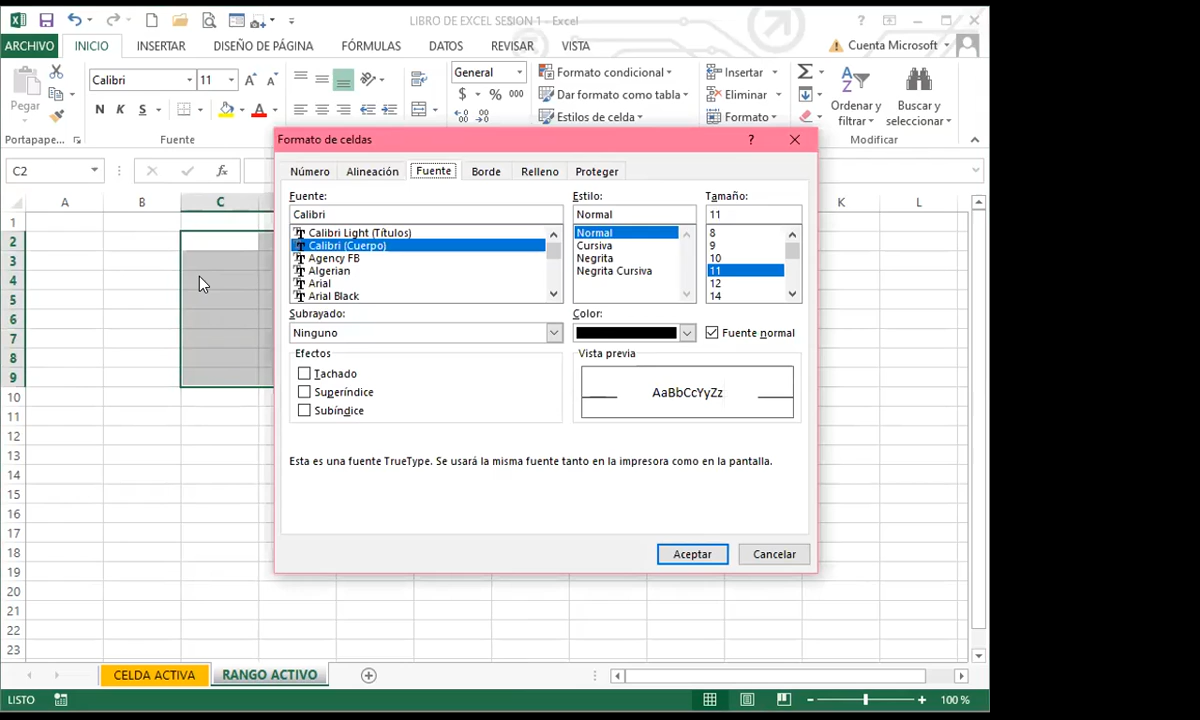 LIBRO DE EXCEL SESION 1 - Excel
ARCHIVO INICIO INSERTAR DISEÑO DE PÁGINA FÓRMULAS DATOS REVISAR VISTA Cuenta Microsoft
Pegar
Calibri 11
N K S
General
$ % 000
Formato condicional
Dar formato como tabla
Estilos de celda
Insertar
Eliminar
Formato
Ordenar y filtrar
Buscar y seleccionar
Portapape... Fuente Modificar
C2
Formato de celdas
Número Alineación Fuente Borde Relleno Proteger
Fuente: Estilo: Tamaño:
Calibri Normal 11
Calibri Light (Títulos) Normal 8
Calibri (Cuerpo) Cursiva 9
Agency FB Negrita 10
Algerian Negrita Cursiva 11
Arial 12
Arial Black 14
Subrayado: Color:
Ninguno Fuente normal
Efectos Vista previa
Tachado
Superíndice
Subíndice
AaBbCcYyZz
Esta es una fuente TrueType. Se usará la misma fuente tanto en la impresora como en la pantalla.
Aceptar Cancelar
A B C K L
1
2
3
4
5
6
7
8
9
10
11
12
13
14
15
16
17
18
19
20
21
22
23
CELDA ACTIVA RANGO ACTIVO
LISTO 100 %